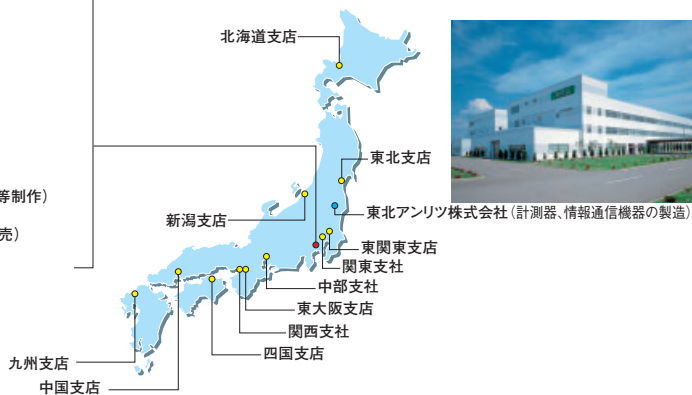 北海道支店
東北支店
等制作)
東北アンリツ株式会社(計測器、情報通信機器の製造)
新潟支店
売)
東関東支店
関東支社
中部支社
東大阪支店
関西支社
四国支店
九州支店
中国支店